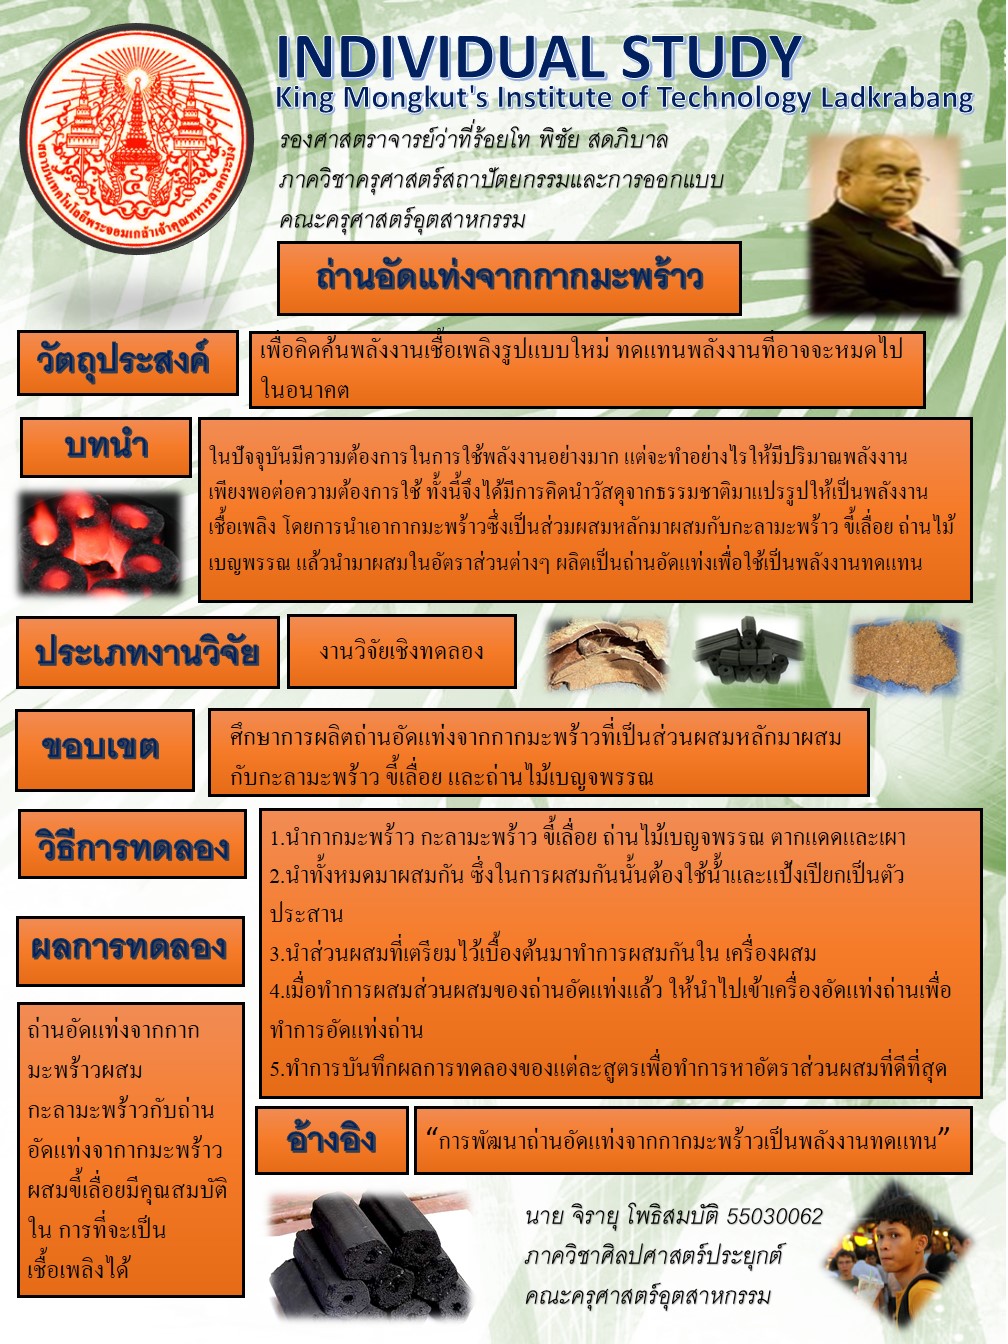 INDIVIDUAL STUDY
King Mongkut's Institute of Technology Ladkrabang
รองศาสตราจารย์ว่าที่ร้อยโท พิชัย สดภิบาล
ภาควิชาครุศาสตร์สถาปัตยกรรมและการออกแบบ
คณะครุศาสตร์อุตสาหกรรม
สถาบันเทคโนโลยีพระจอมเกล้าเจ้าคุณทหารลาดกระบัง
ถ่านอัดแท่งจากกากมะพร้าว
วัตถุประสงค์
เพื่อคิดค้นพลังงานเชื้อเพลิงรูปแบบใหม่ ทดแทนพลังงานที่อาจจะหมดไป
ในอนาคต
บทนำ
ในปัจจุบันมีความต้องการในการใช้พลังงานอย่างมาก แต่จะทำอย่างไรให้มีปริมาณพลังงาน
เพียงพอต่อความต้องการใช้ ทั้งนี้จึงได้มีการคิดนำวัสดุจากธรรมชาติมาแปรรูปให้เป็นพลังงาน
เชื้อเพลิง โดยการนำเอากากมะพร้าวซึ่งเป็นส่วมผสมหลักมาผสมกับกะลามะพร้าว ขี้เลื่อย ถ่านไม้
เบญพรรณ แล้วนำมาผสมในอัตราส่วนต่างๆ ผลิตเป็นถ่านอัดแท่งเพื่อใช้เป็นพลังงานทดแทน
ประเภทงานวิจัย
งานวิจัยเชิงทดลอง
ขอบเขต
ศึกษาการผลิตถ่านอัดแท่งจากกากมะพร้าวที่เป็นส่วนผสมหลักมาผสม
กับกะลามะพร้าว ขี้เลื่อย และถ่านไม้เบญจพรรณ
วิธีการทดลอง
1.นำกากมะพร้าว กะลามะพร้าว ขี้เลื่อย ถ่านไม้เบญจพรรณ ตากแดดและเผา
2.นำทั้งหมดมาผสมกัน ซึ่งในการผสมกันนั้นต้องใช้น้ำและแป้งเปียกเป็นตัว
ประสาน
3.นำส่วนผสมที่เตรียมไว้เบื้องต้นมาทำการผสมกันใน เครื่องผสม
4.เมื่อทำการผสมส่วนผสมของถ่านอัดแท่งแล้ว ให้นำไปเข้าเครื่องอัดแท่งถ่านเพื่อ
ทำการอัดแท่งถ่าน
5.ทำการบันทึกผลการทดลองของแต่ละสูตรเพื่อทำการหาอัตราส่วนผสมที่ดีที่สุด
ผลการทดลอง
ถ่านอัดแท่งจากกาก
มะพร้าวผสม
กะลามะพร้าวกับถ่าน
อัดแท่งจากากมะพร้าว
ผสมขี้เลื่อยมีคุณสมบัติ
ใน การที่จะเป็น
เชื้อเพลิงได้
อ้างอิง
“การพัฒนาถ่านอัดแท่งจากกากมะพร้าวเป็นพลังงานทดแทน”
นาย จิรายุ โพธิสมบัติ 55030062
ภาควิชาศิลปศาสตร์ประยุกต์
คณะครุศาสตร์อุตสาหกรรม